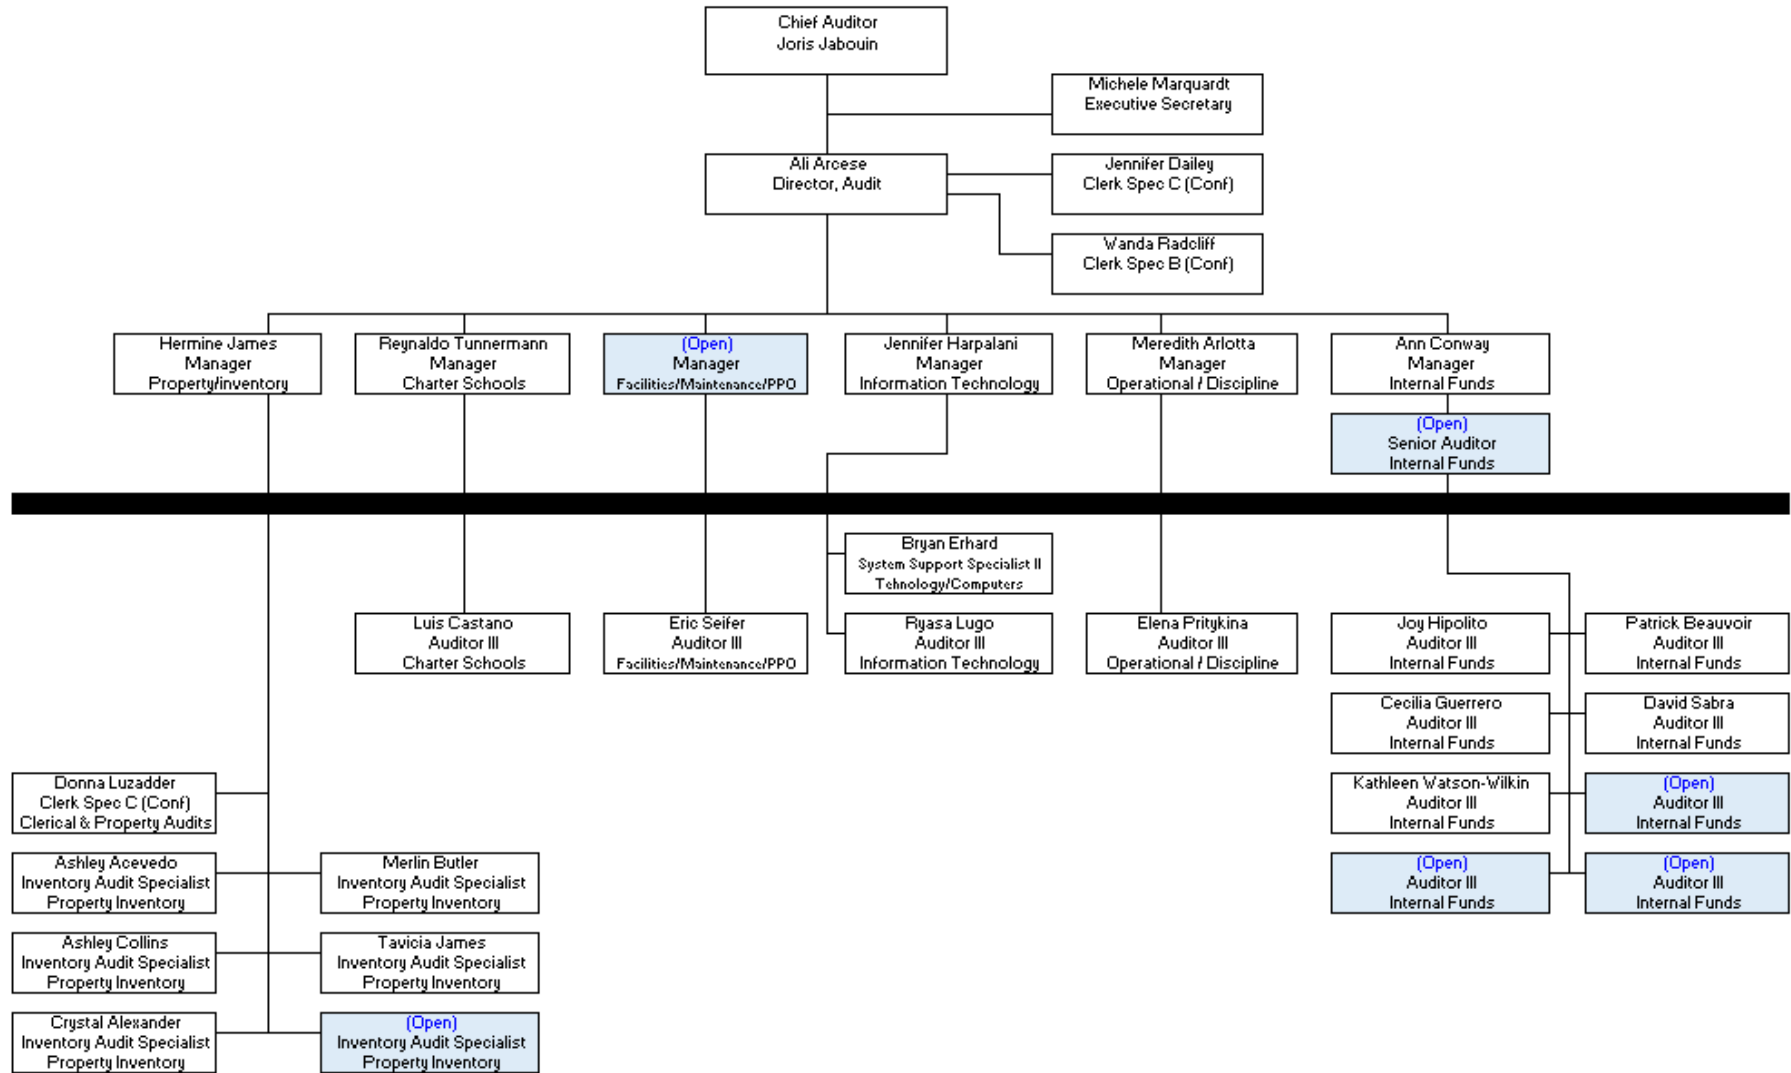 Chief Auditor
Joris Jabouin
Michele Marquardt
Executive Secretary
Ali Arcese
Director, Audit
Jennifer Dailey
Clerk Spec C (Conf)
Wanda Radcliff
Clerk Spec B (Conf)
Hermine James
Manager
Property/inventory
Reynaldo Tunnermann
Manager
Charter Schools
(Open)
Manager
Facilities/Maintenance/PPO
Jennifer Harpalani
Manager
Information Technology
Meredith Arlotta
Manager
Operational / Discipline
Ann Conway
Manager
Internal Funds
(Open)
Senior Auditor
Internal Funds
Bryan Erhard
System Support Specialist II
Tehnology/Computers
Luis Castano
Auditor III
Charter Schools
Eric Seifer
Auditor III
Facilities/Maintenance/PPO
Ryasa Lugo
Auditor III
Information Technology
Elena Pritykina
Auditor III
Operational / Discipline
Joy Hipolito
Auditor III
Internal Funds
Patrick Beauvoir
Auditor III
Internal Funds
Cecilia Guerrero
Auditor III
Internal Funds
David Sabra
Auditor III
Internal Funds
Donna Luzadder
Clerk Spec C (Conf)
Clerical & Property Audits
Kathleen Watson-Wilkin
Auditor III
Internal Funds
(Open)
Auditor III
Internal Funds
Ashley Acevedo
Inventory Audit Specialist
Property Inventory
Merlin Butler
Inventory Audit Specialist
Property Inventory
(Open)
Auditor III
Internal Funds
(Open)
Auditor III
Internal Funds
Ashley Collins
Inventory Audit Specialist
Property Inventory
Tavicia James
Inventory Audit Specialist
Property Inventory
Crystal Alexander
Inventory Audit Specialist
Property Inventory
(Open)
Inventory Audit Specialist
Property Inventory